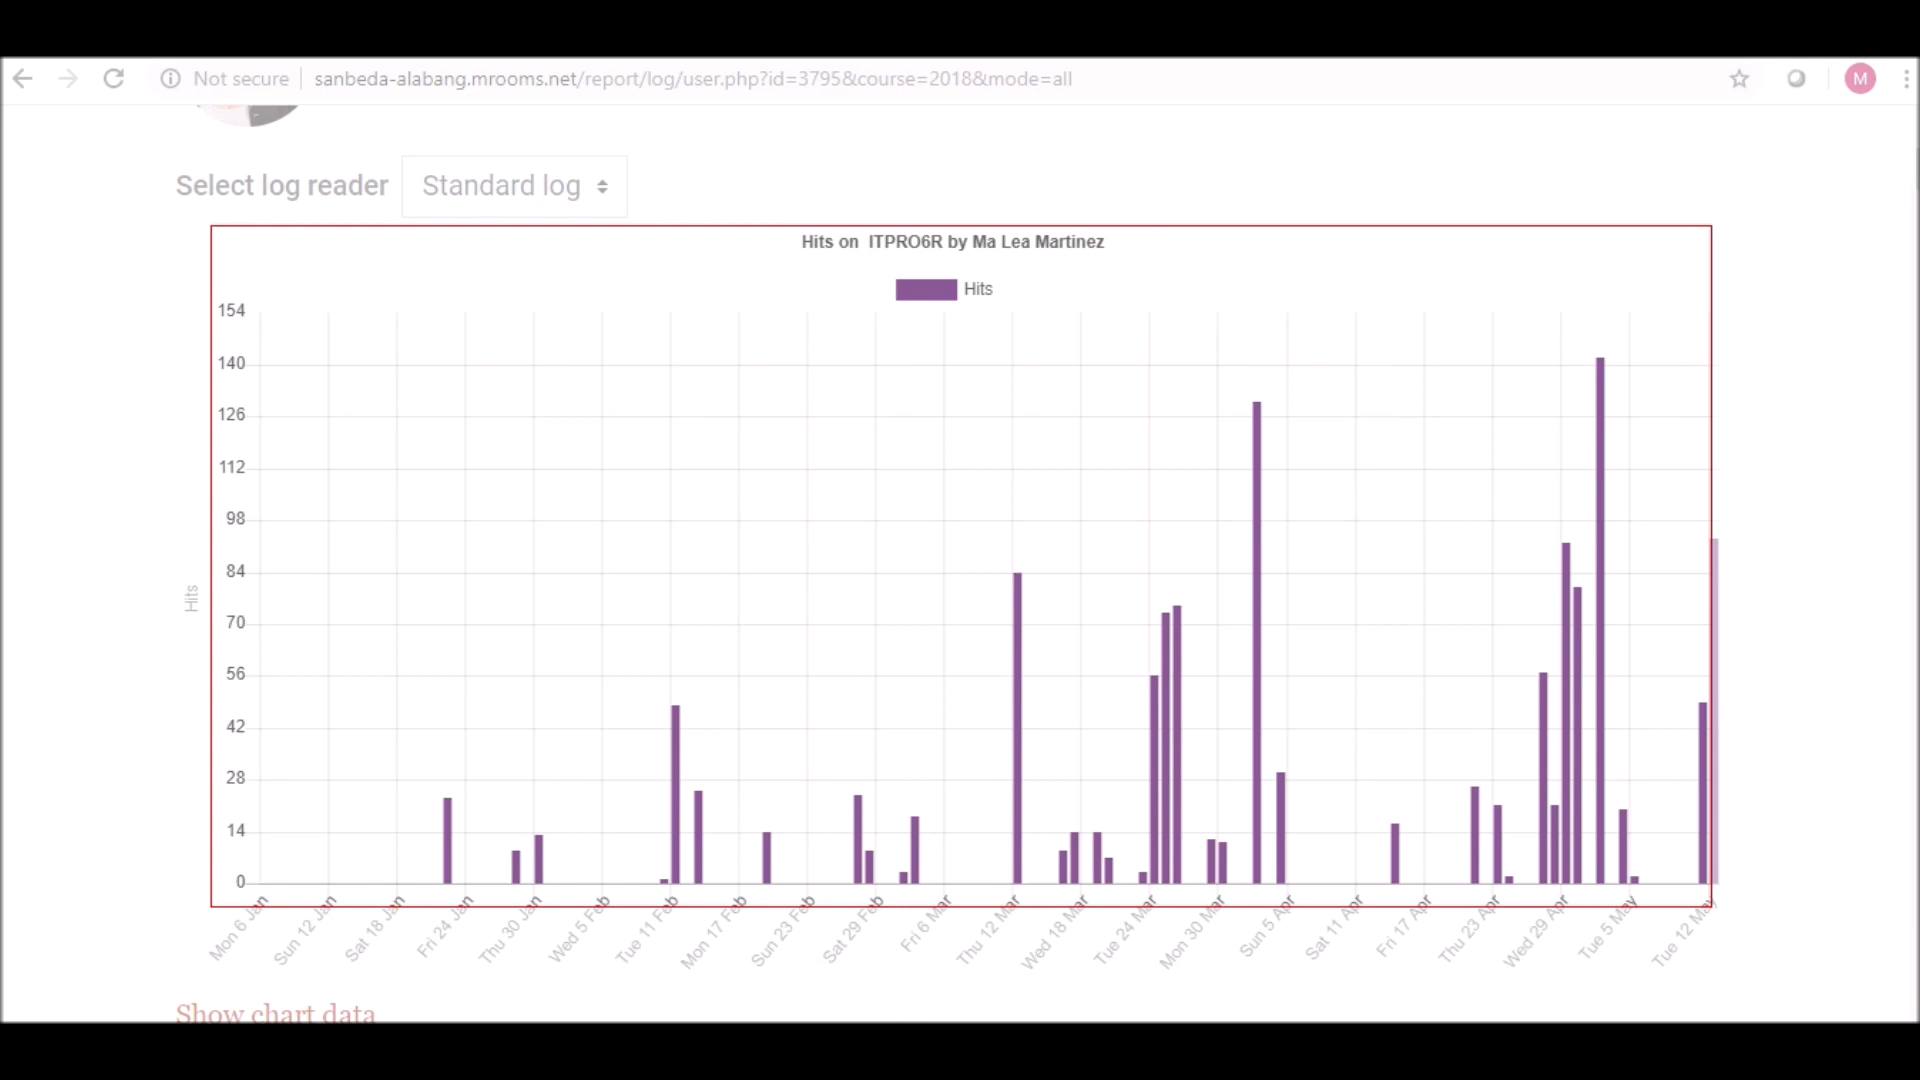 Not secure sanbeda-alabang.mrooms.net/report/log/user.php?id=3795&course=2018&mode=all
M
Select log reader Standard log
Hits on ITPRO6R by Ma Lea Martinez
Hits
154
140
126
112
98
84
70
56
42
28
14
0
Hits
Mon 6 Jan
Sun 12 Jan
Sat 18 Jan
Fri 24 Jan
Thu 30 Jan
Wed 5 Feb
Tue 11 Feb
Mon 17 Feb
Sun 23 Feb
Sat 29 Feb
Fri 6 Mar
Thu 12 Mar
Wed 18 Mar
Tue 24 Mar
Mon 30 Mar
Sun 5 Apr
Sat 11 Apr
Fri 17 Apr
Thu 23 Apr
Wed 29 Apr
Tue 5 May
Tue 12 May
Show chart data